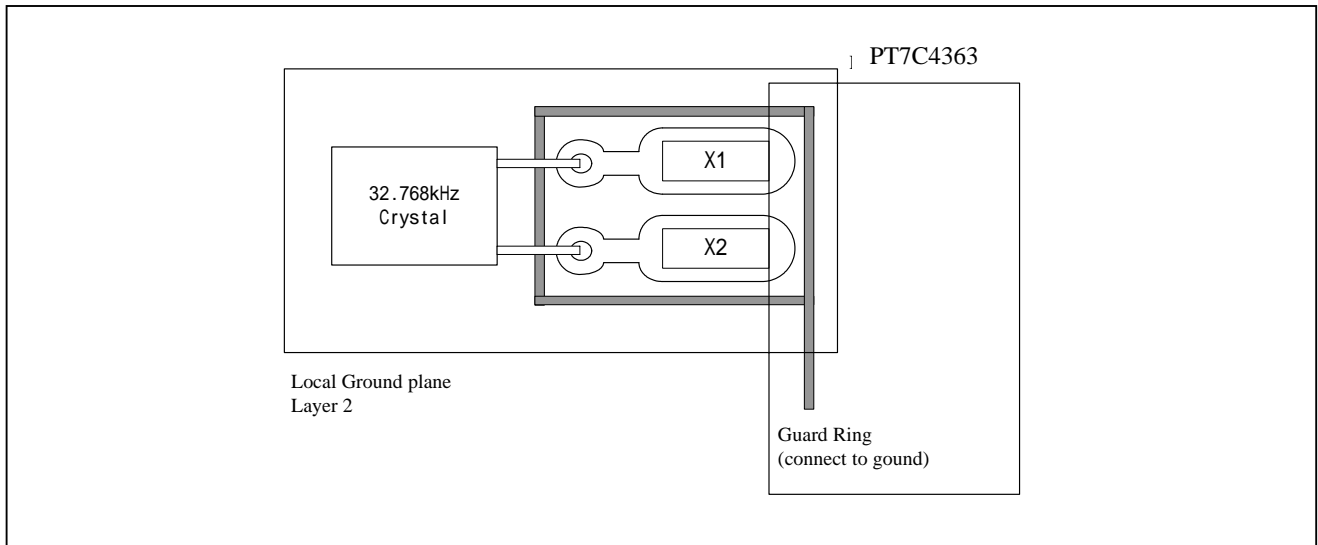 PT7C4363
X1
32.768kHz
Crystal
X2
Local Ground plane
Layer 2
Guard Ring
(connect to gound)